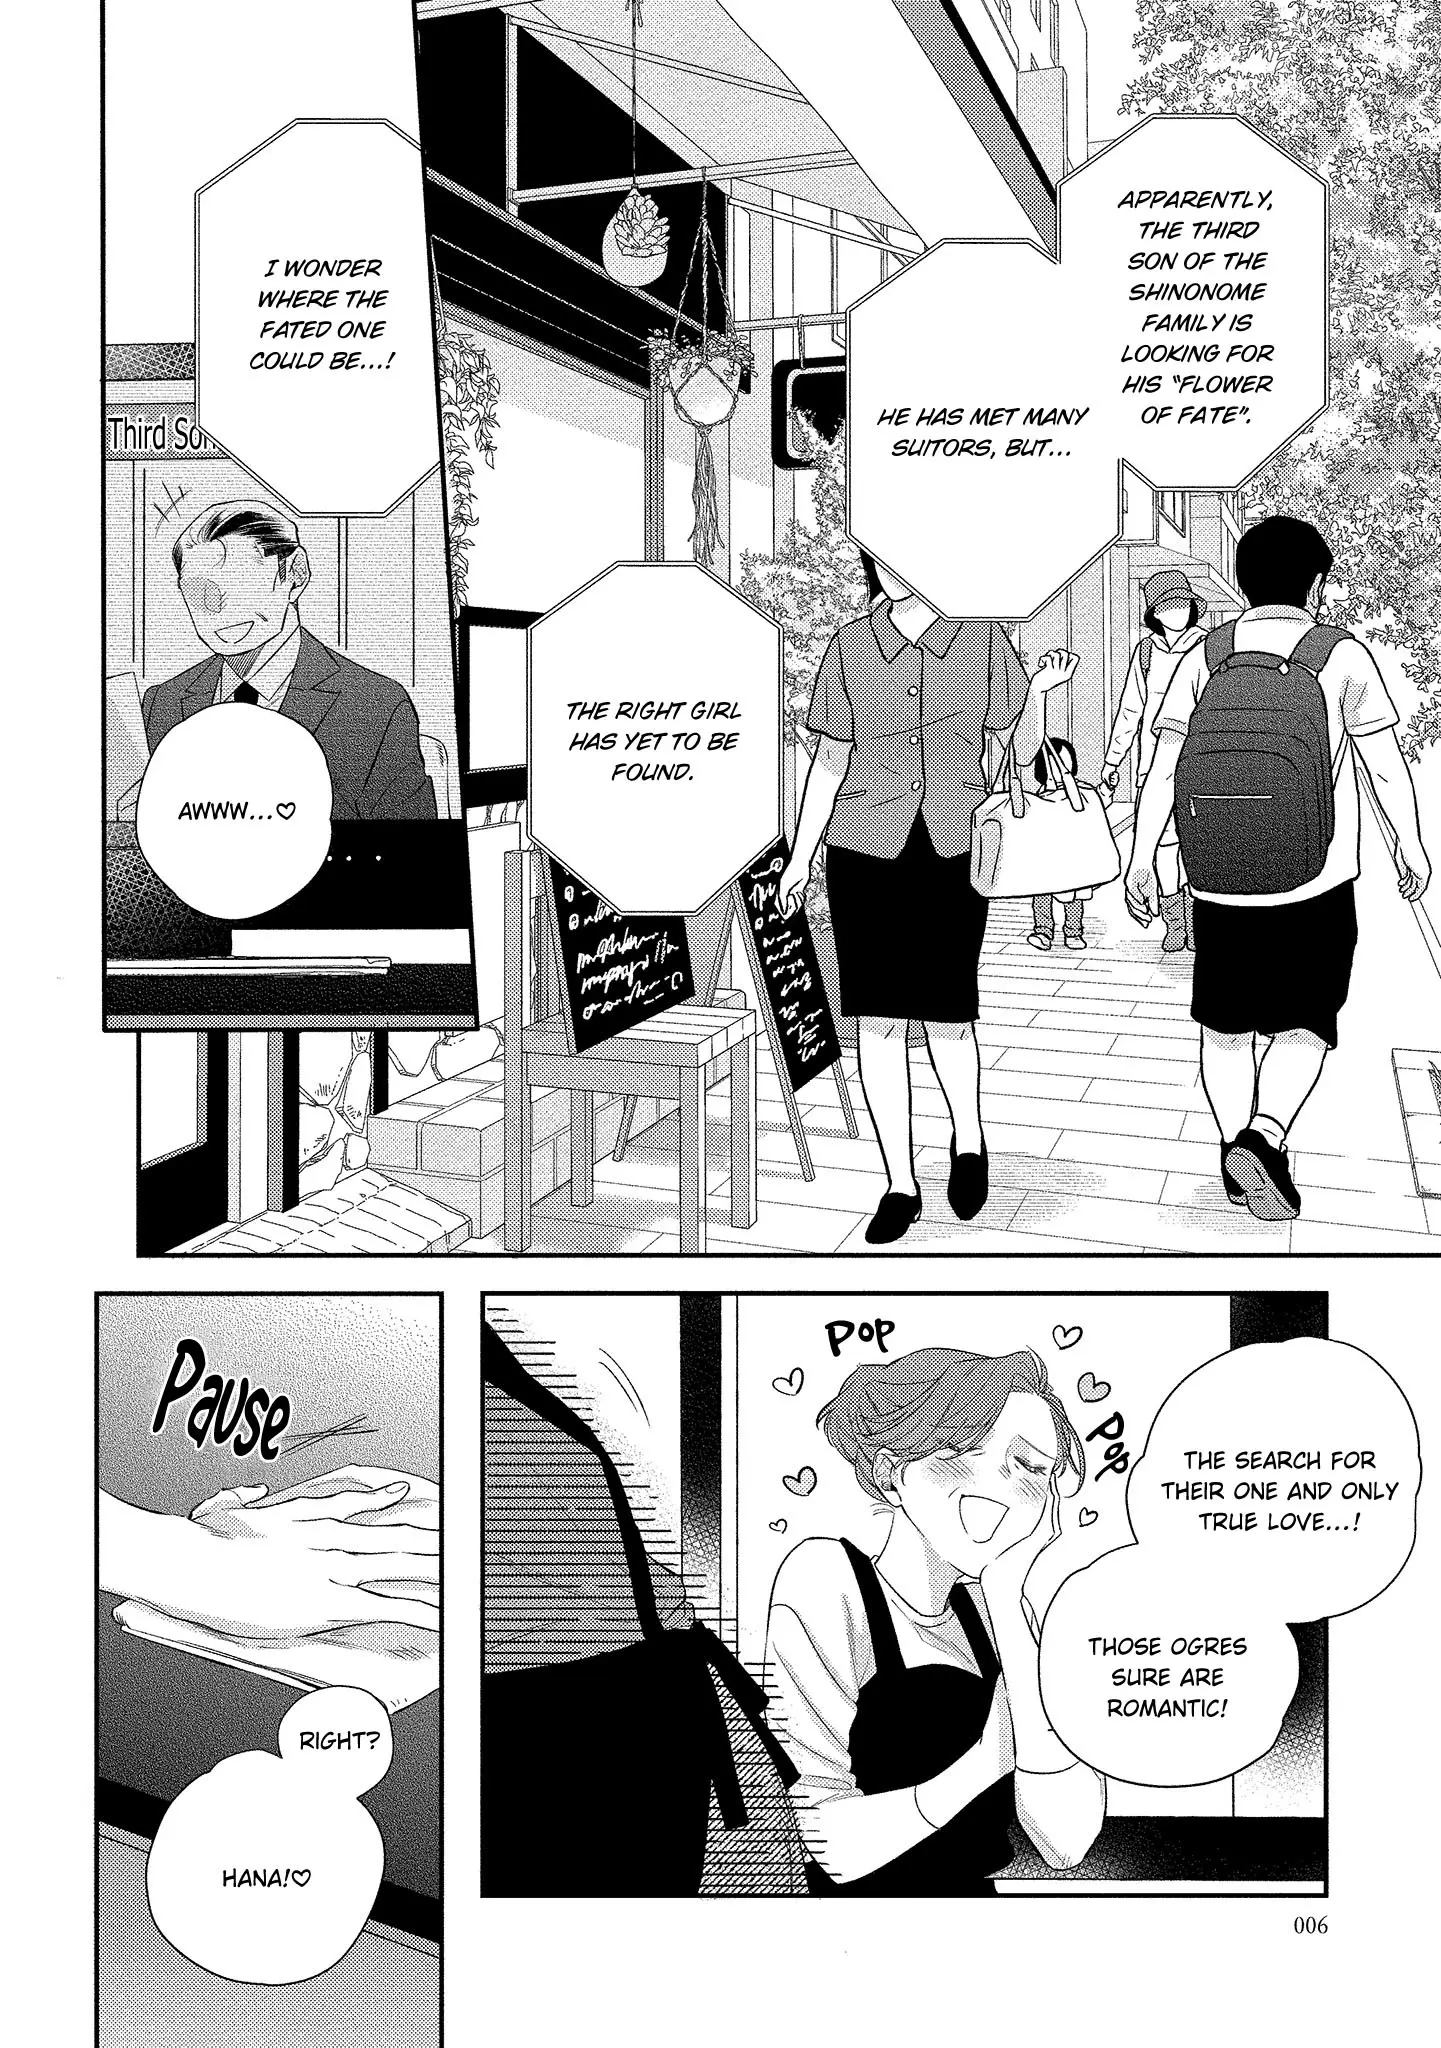 APPARENTLY,
THE THIRD
SON OF THE
SHINONOME
FAMILY IS
LOOKING FOR
HIS "FLOWER
OF FATE".
HE HAS MET MANY
SUITORS, BUT...
THE RIGHT GIRL
HAS YET TO BE
FOUND.
I WONDER
WHERE THE
FATED ONE
COULD BE...!
Third Son
AWWW...♡
...
POP
POP
THE SEARCH FOR
THEIR ONE AND ONLY
TRUE LOVE...!
THOSE OGRES
SURE ARE
ROMANTIC!
Pause
RIGHT?
HANA!♡
006